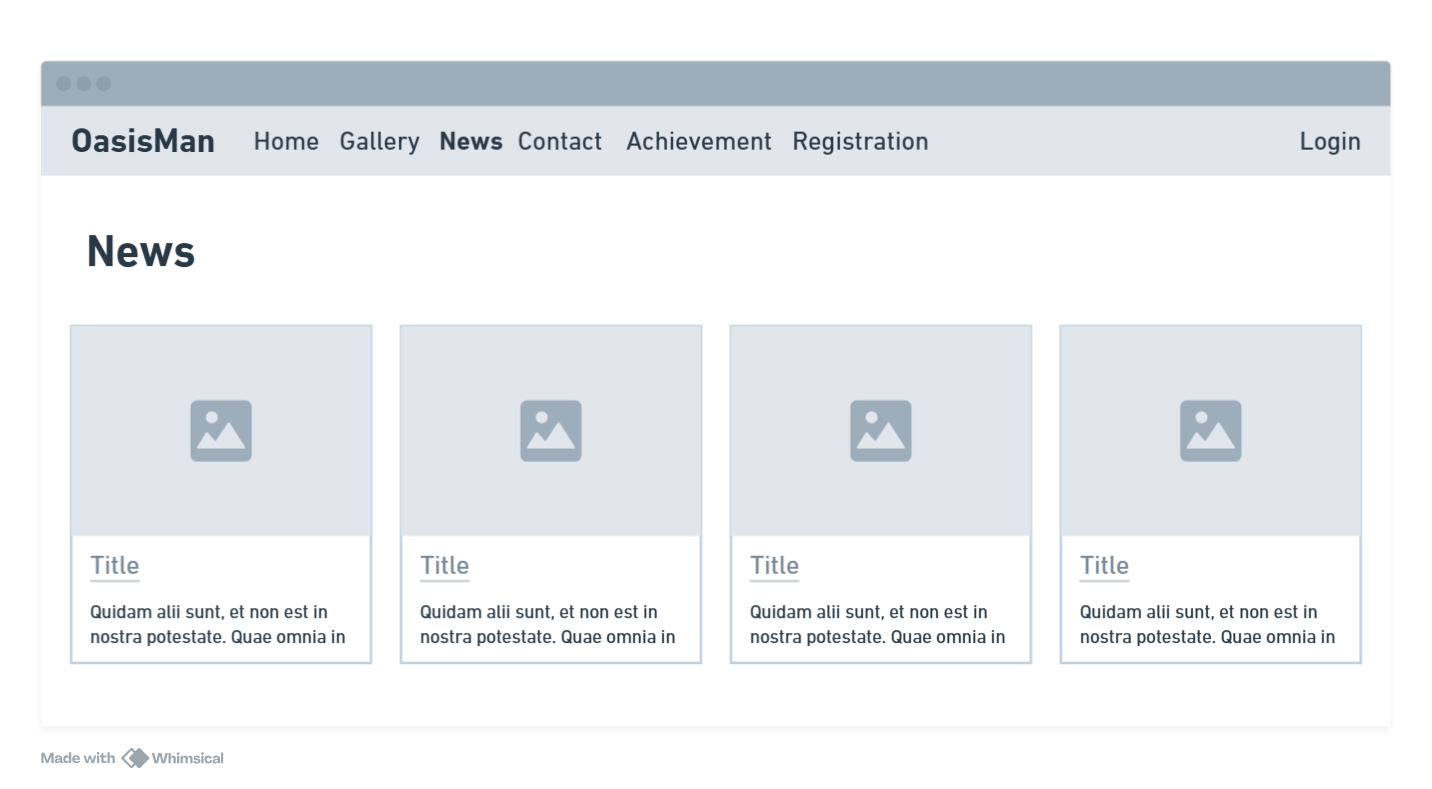 OasisMan Home Gallery News Contact Achievement Registration Login
News
Title
Quidam alii sunt, et non est in
nostra potestate. Quae omnia in
Title
Quidam alii sunt, et non est in
nostra potestate. Quae omnia in
Title
Quidam alii sunt, et non est in
nostra potestate. Quae omnia in
Title
Quidam alii sunt, et non est in
nostra potestate. Quae omnia in
Made with Whimsical